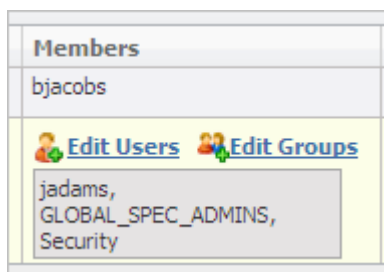 Members
bjacobs
Edit Users Edit Groups
jadams,
GLOBAL_SPEC_ADMINS,
Security